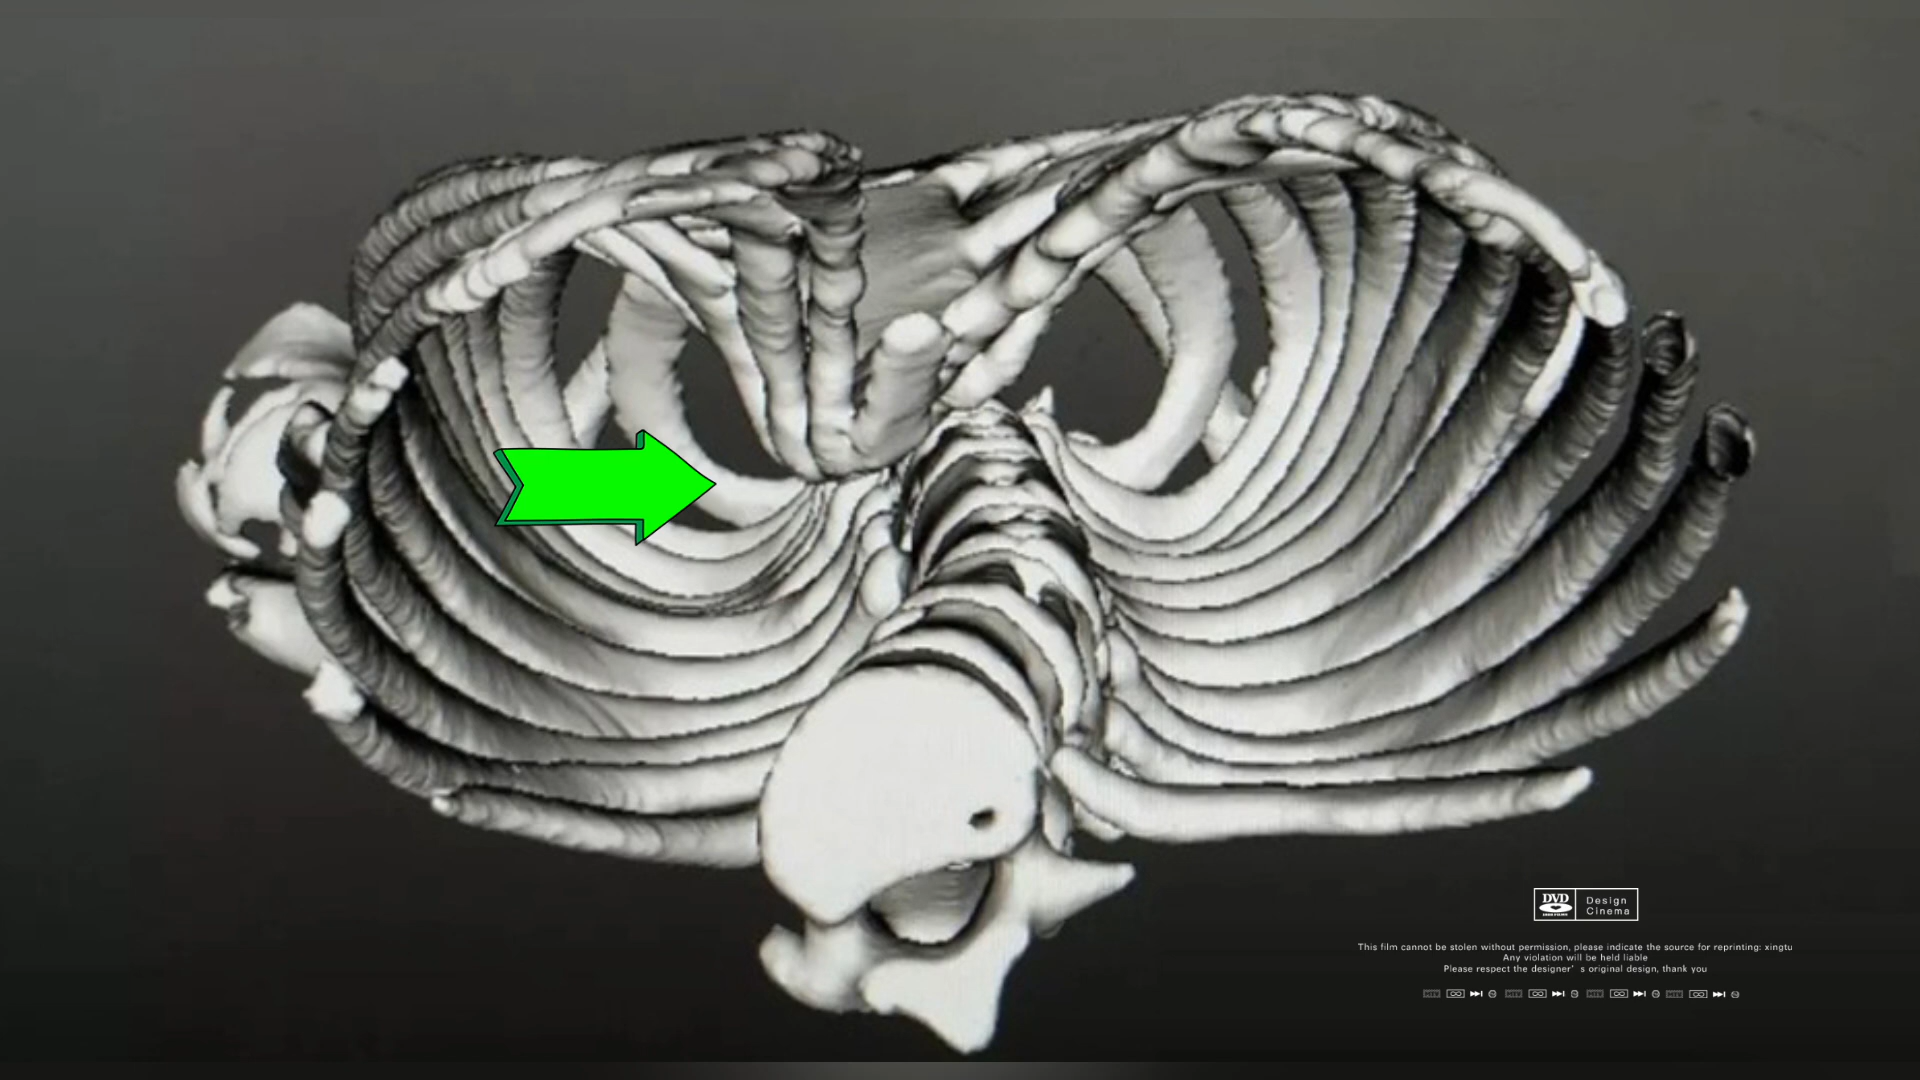 DVD
Design
Cinema
This film cannot be stolen without permission, please indicate the source for reprinting: xingtu
Any violation will be held liable
Please respect the designer' s original design, thank you